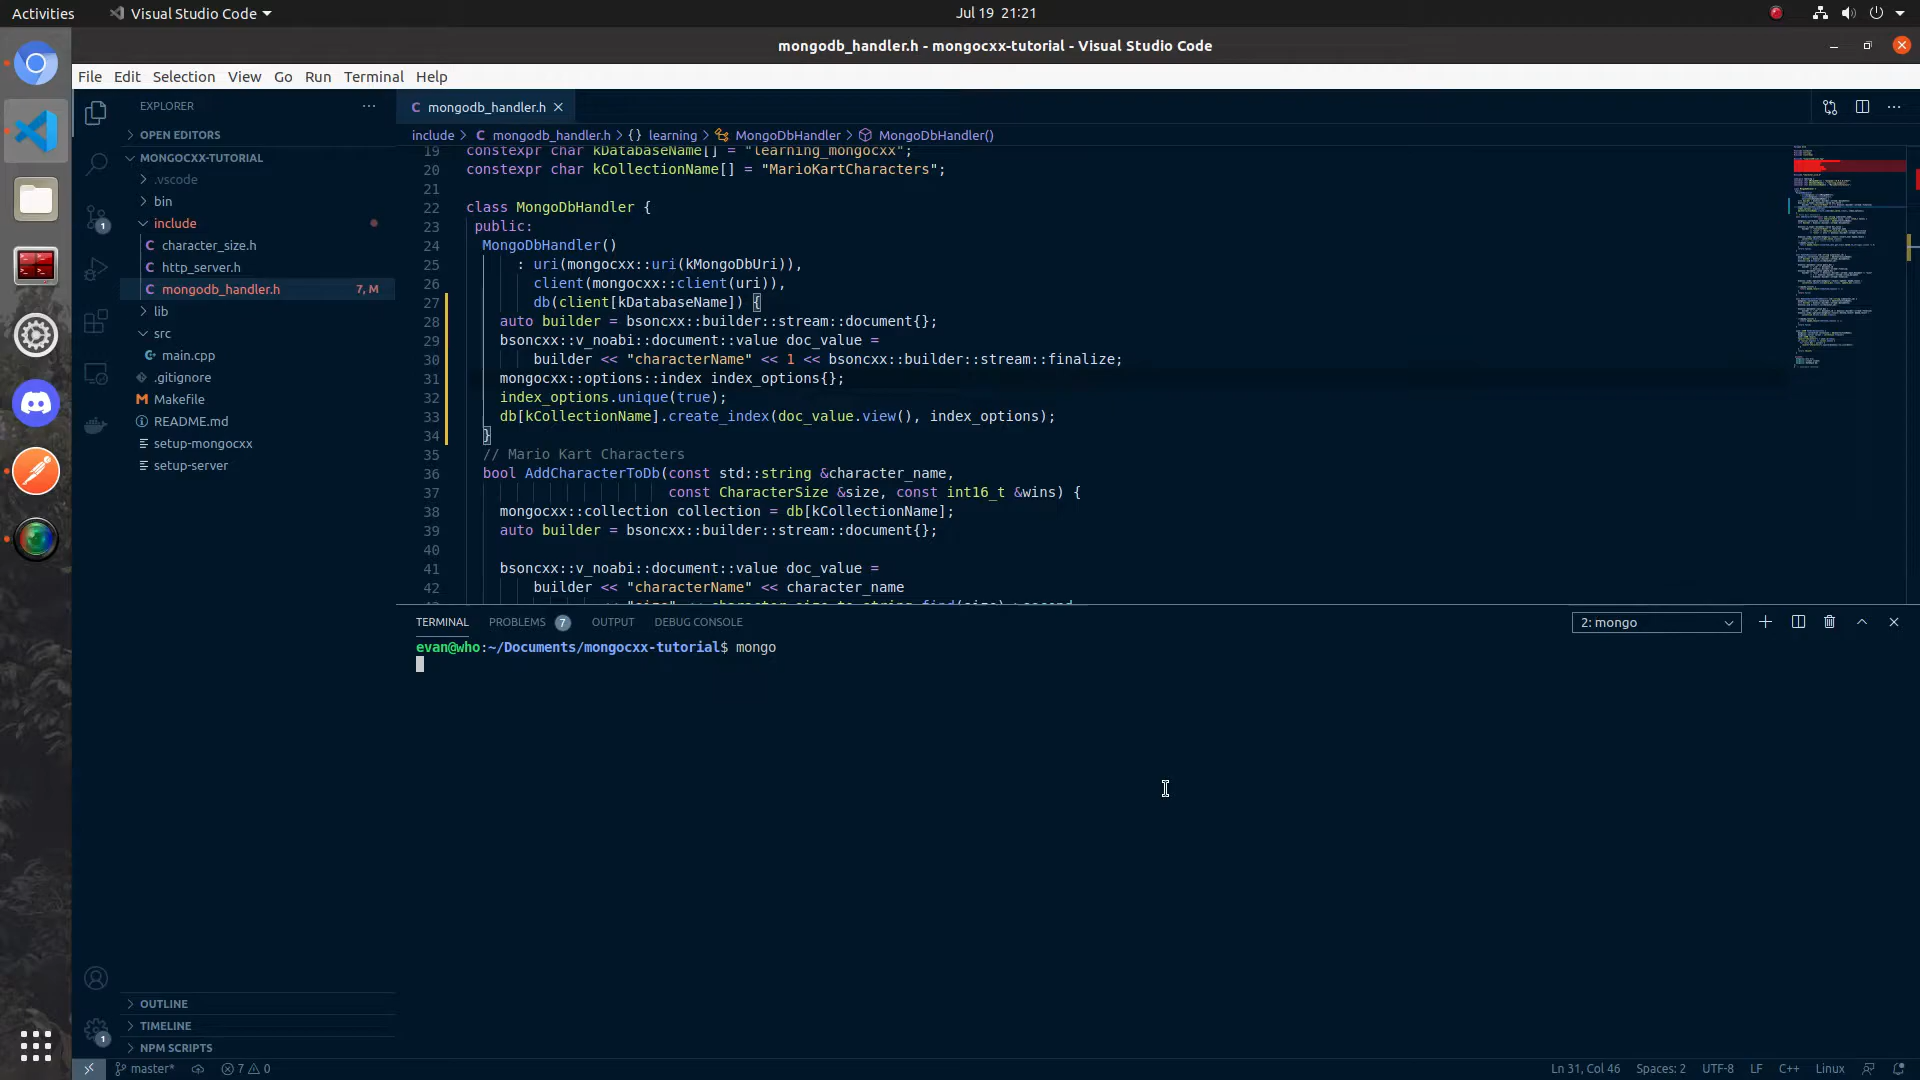 Activities
Visual Studio Code
Jul 19 21:21
mongodb_handler.h - mongocxx-tutorial - Visual Studio Code
File Edit Selection View Go Run Terminal Help
EXPLORER
OPEN EDITORS
MONGOCXX-TUTORIAL
.vscode
bin
include
character_size.h
http_server.h
mongodb_handler.h 7, M
lib
src
main.cpp
.gitignore
Makefile
README.md
setup-mongocxx
setup-server
OUTLINE
TIMELINE
NPM SCRIPTS
1
1
mongodb_handler.h
include > mongodb_handler.h > {} learning > MongoDbHandler > MongoDbHandler()
19 constexpr char kDatabaseName[] = "learning_mongocxx";
20 constexpr char kCollectionName[] = "MarioKartCharacters";
21
22 class MongoDbHandler {
23 public:
24 MongoDbHandler()
25 : uri(mongocxx::uri(kMongoDbUri)),
26 client(mongocxx::client(uri)),
27 db(client[kDatabaseName]) {
28 auto builder = bsoncxx::builder::stream::document{};
29 bsoncxx::v_noabi::document::value doc_value =
30 builder << "characterName" << 1 << bsoncxx::builder::stream::finalize;
31 mongocxx::options::index index_options{};
32 index_options.unique(true);
33 db[kCollectionName].create_index(doc_value.view(), index_options);
34 }
35 // Mario Kart Characters
36 bool AddCharacterToDb(const std::string &character_name,
37 const CharacterSize &size, const int16_t &wins) {
38 mongocxx::collection collection = db[kCollectionName];
39 auto builder = bsoncxx::builder::stream::document{};
40
41 bsoncxx::v_noabi::document::value doc_value =
42 builder << "characterName" << character_name
TERMINAL PROBLEMS 7 OUTPUT DEBUG CONSOLE
2: mongo
evan@who:~/Documents/mongocxx-tutorial$ mongo
master* 7 0
Ln 31, Col 46 Spaces: 2 UTF-8 LF C++ Linux